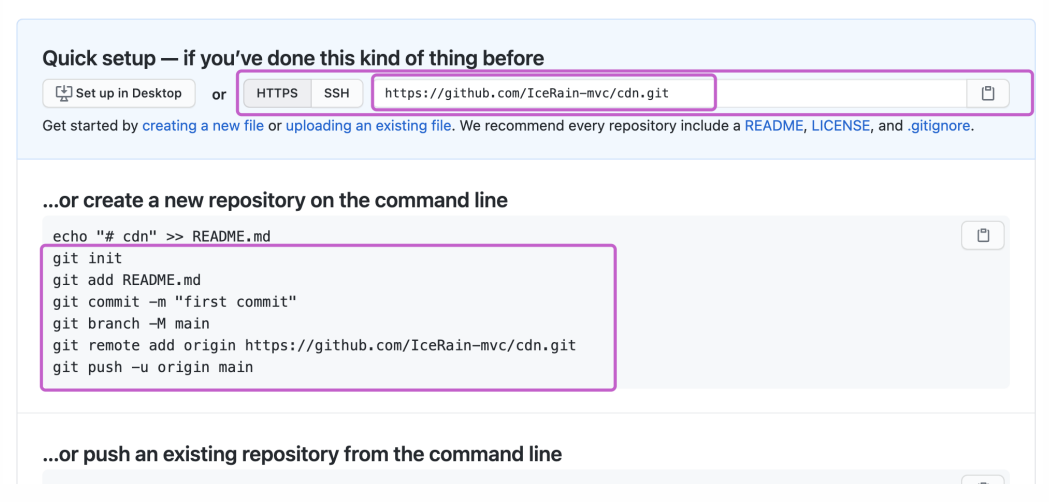 Quick setup — if you’ve done this kind of thing before
Set up in Desktop or HTTPS SSH https://github.com/IceRain-mvc/cdn.git
Get started by creating a new file or uploading an existing file. We recommend every repository include a README, LICENSE, and .gitignore.
...or create a new repository on the command line
echo "# cdn" >> README.md
git init
git add README.md
git commit -m "first commit"
git branch -M main
git remote add origin https://github.com/IceRain-mvc/cdn.git
git push -u origin main
...or push an existing repository from the command line